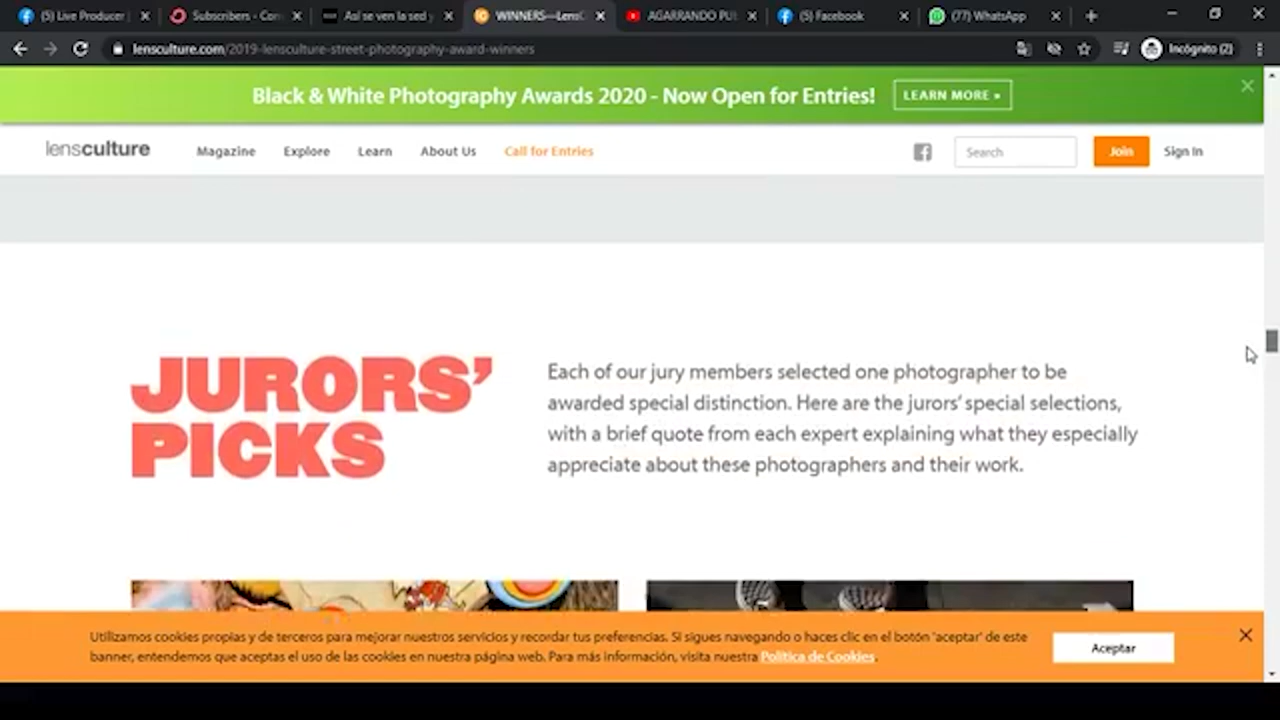 (5) Live Producer
Subscribers - Con
Así se ven la sed y
WINNERS—LensC
AGARRANDO PU
(5) Facebook
(77) WhatsApp
lensculture.com/2019-lensculture-street-photography-award-winners
Incógnito (2)
Black & White Photography Awards 2020 - Now Open for Entries!
LEARN MORE »
lensculture
Magazine
Explore
Learn
About Us
Call for Entries
Search
Join
Sign In
JURORS’
PICKS
Each of our jury members selected one photographer to be
awarded special distinction. Here are the jurors’ special selections,
with a brief quote from each expert explaining what they especially
appreciate about these photographers and their work.
Utilizamos cookies propias y de terceros para mejorar nuestros servicios y recordar tus preferencias. Si sigues navegando o haces clic en el botón 'aceptar' de este
banner, entendemos que aceptas el uso de las cookies en nuestra página web. Para más información, visita nuestra Política de Cookies.
Aceptar